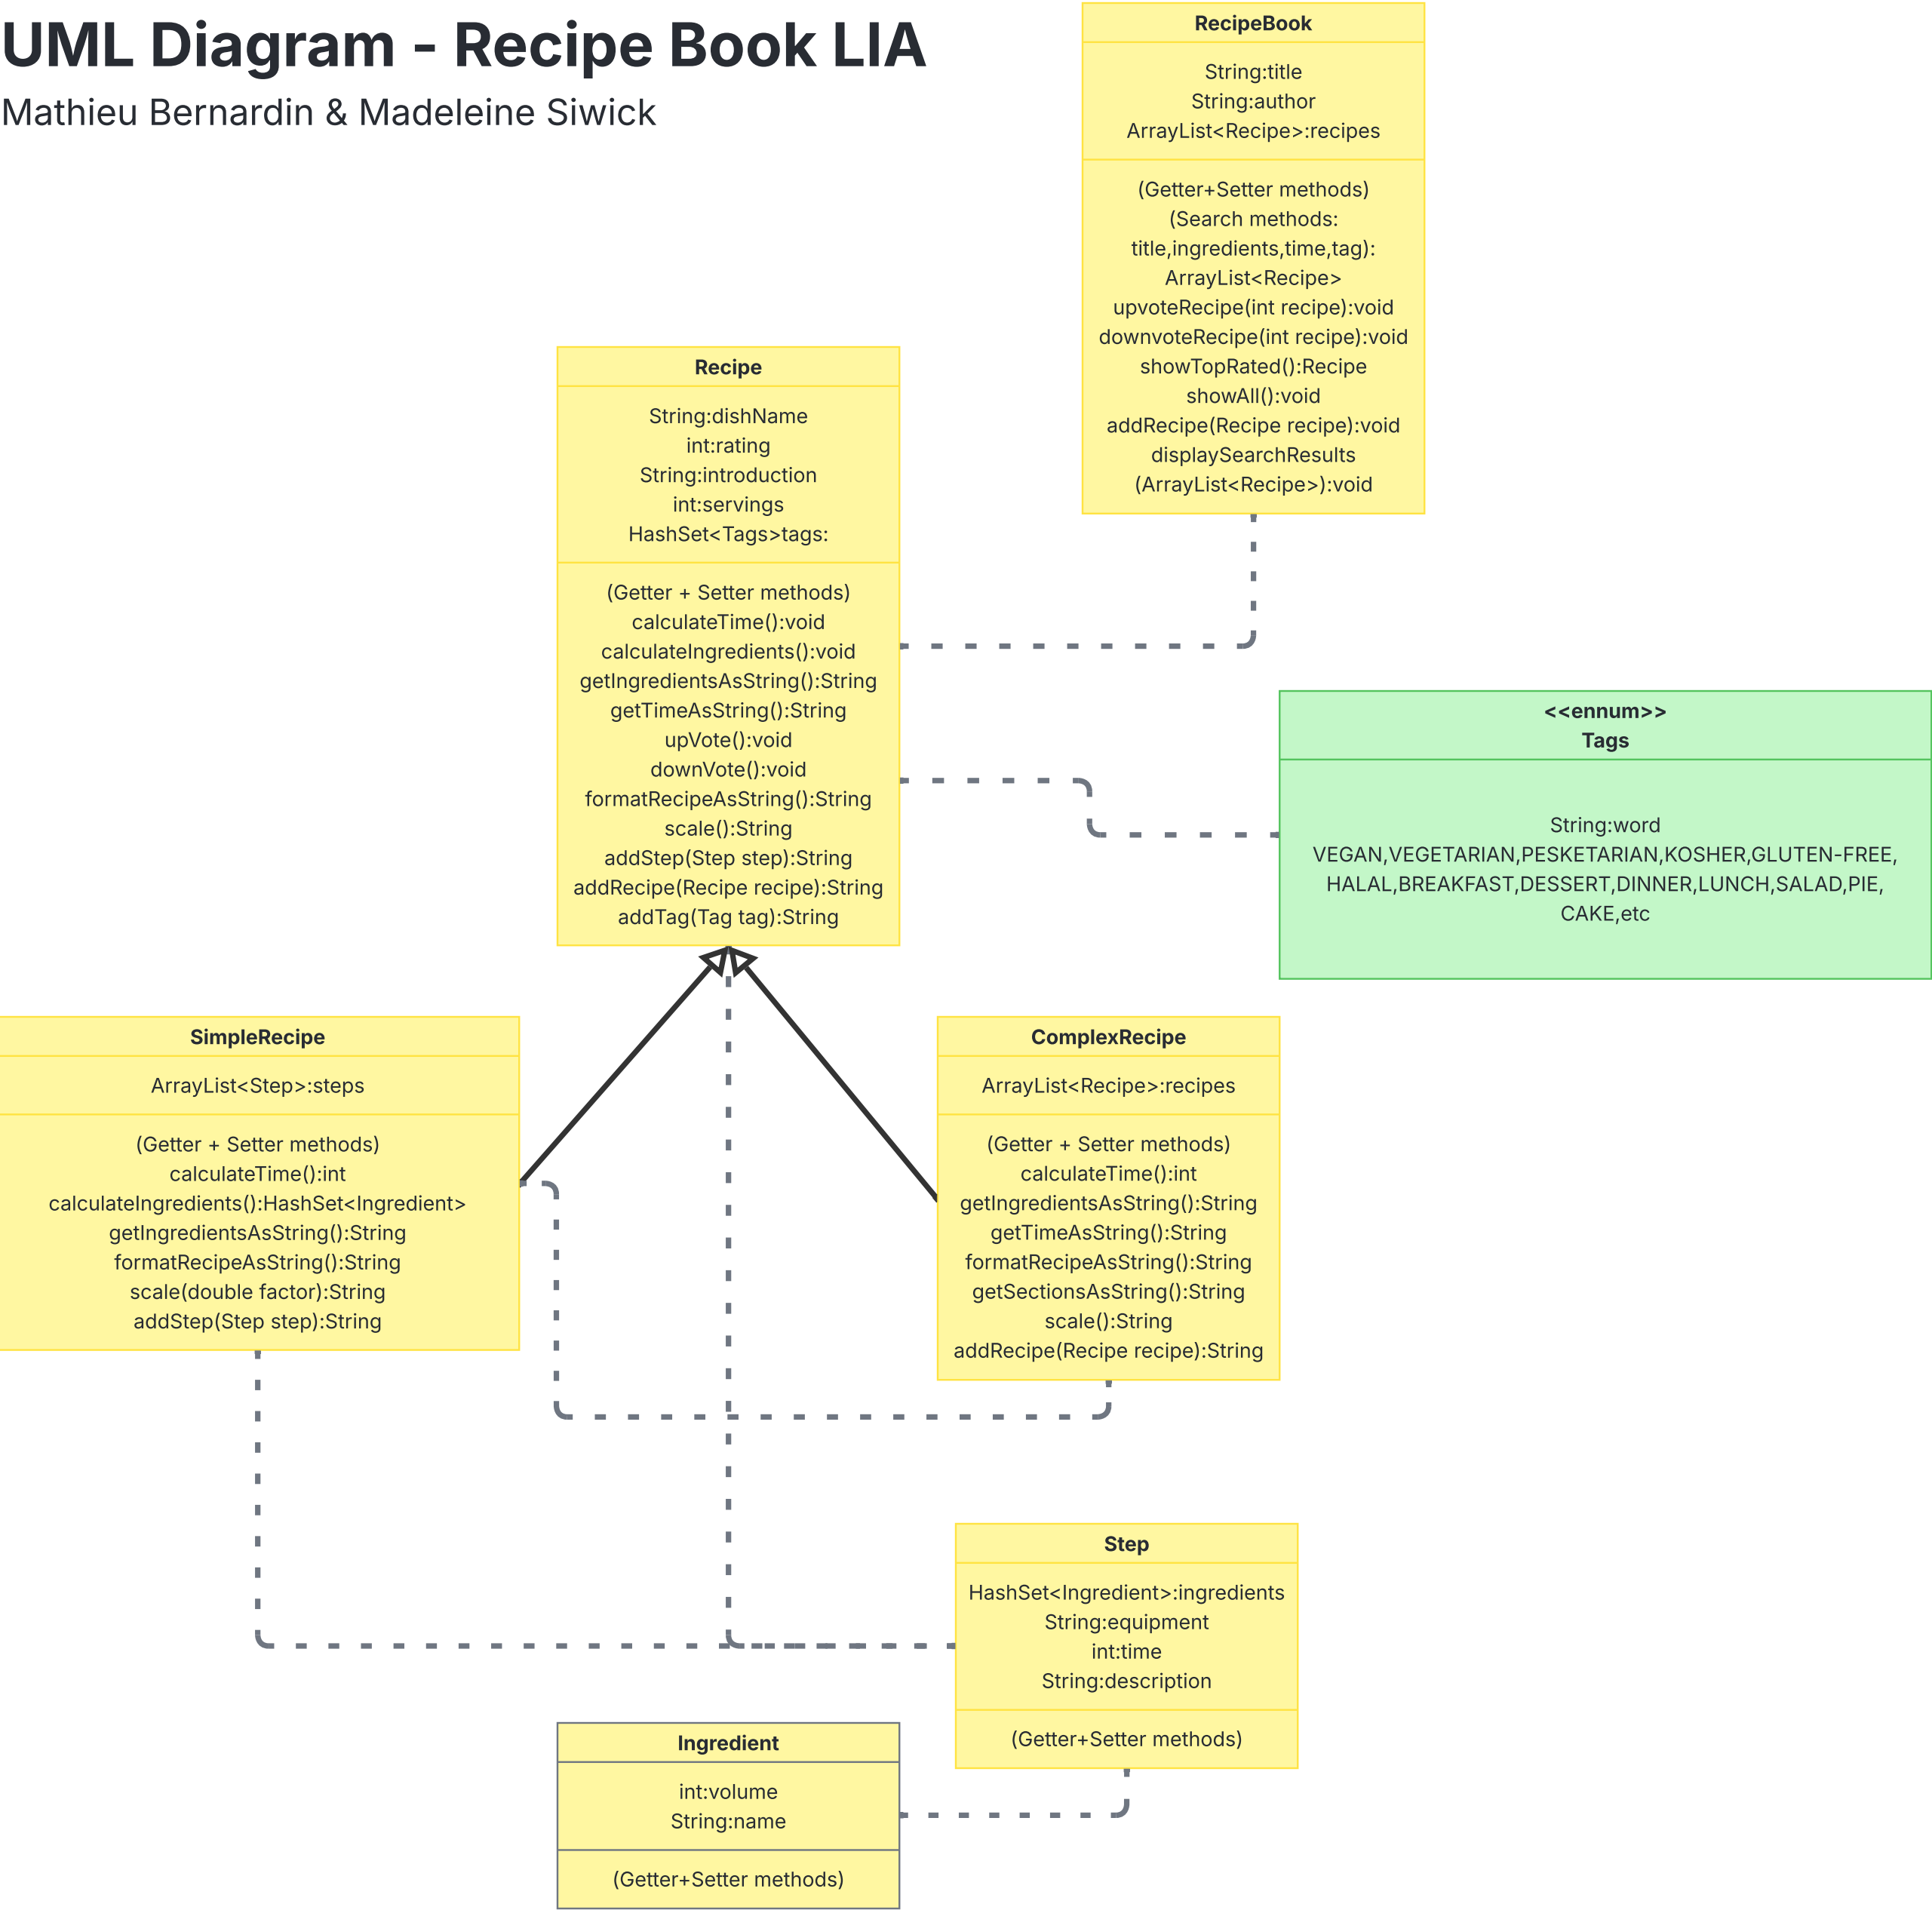 UML Diagram - Recipe Book LIA
Mathieu Bernardin & Madeleine Siwick
RecipeBook
String:title
String:author
ArrayList<Recipe>:recipes
(Getter+Setter methods)
(Search methods:
title,ingredients,time,tag):
ArrayList<Recipe>
upvoteRecipe(int recipe):void
downvoteRecipe(int recipe):void
showTopRated():Recipe
showAll():void
addRecipe(Recipe recipe):void
displaySearchResults
(ArrayList<Recipe>):void
Recipe
String:dishName
int:rating
String:introduction
int:servings
HashSet<Tags>tags:
(Getter + Setter methods)
calculateTime():void
calculateIngredients():void
getIngredientsAsString():String
getTimeAsString():String
upVote():void
downVote():void
formatRecipeAsString():String
scale():String
addStep(Step step):String
addRecipe(Recipe recipe):String
addTag(Tag tag):String
<<ennum>>
Tags
String:word
VEGAN,VEGETARIAN,PESKETARIAN,KOSHER,GLUTEN-FREE,
HALAL,BREAKFAST,DESSERT,DINNER,LUNCH,SALAD,PIE,
CAKE,etc
SimpleRecipe
ArrayList<Step>:steps
(Getter + Setter methods)
calculateTime():int
calculateIngredients():HashSet<Ingredient>
getIngredientsAsString():String
formatRecipeAsString():String
scale(double factor):String
addStep(Step step):String
ComplexRecipe
ArrayList<Recipe>:recipes
(Getter + Setter methods)
calculateTime():int
getIngredientsAsString():String
getTimeAsString():String
formatRecipeAsString():String
getSectionsAsString():String
scale():String
addRecipe(Recipe recipe):String
Step
HashSet<Ingredient>:ingredients
String:equipment
int:time
String:description
(Getter+Setter methods)
Ingredient
int:volume
String:name
(Getter+Setter methods)